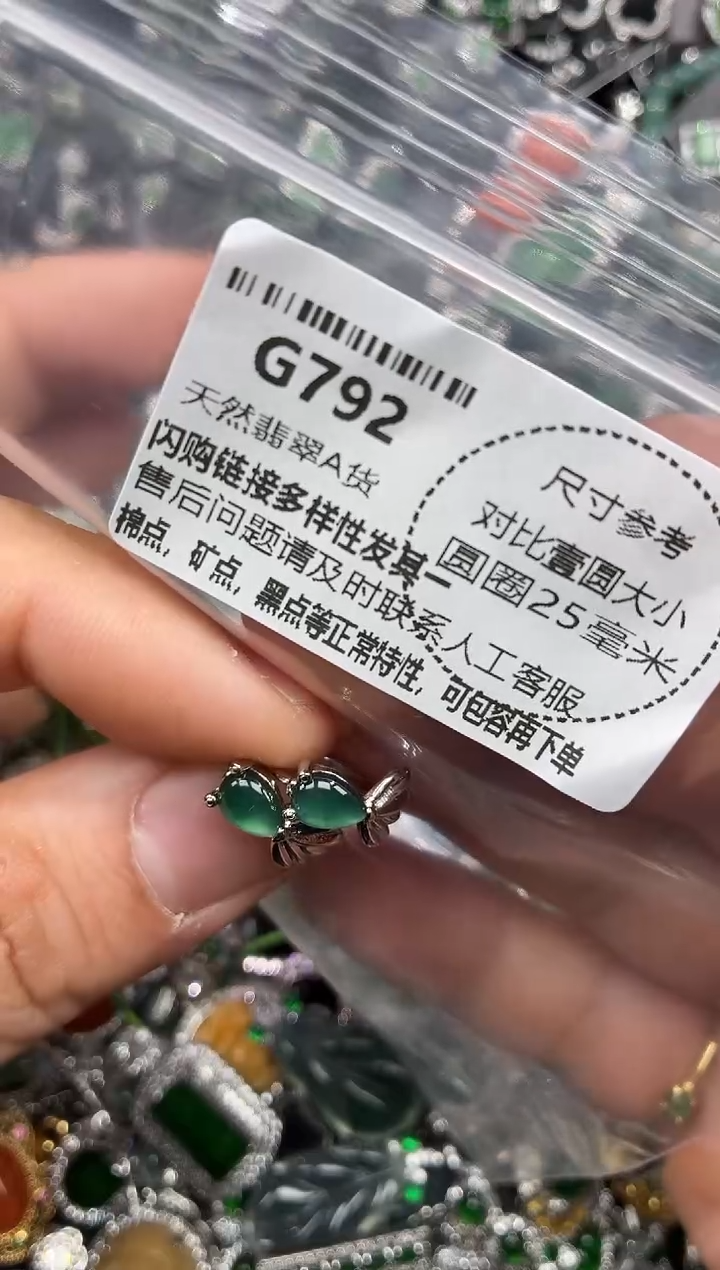 G792
天然翡翠A货
闪购链接多样性发其一
售后问题请及时联系人工客服
棉点，矿点，黑点等正常特性，可包容再下单
尺寸参考
对比壹圆大小
圆圈25毫米